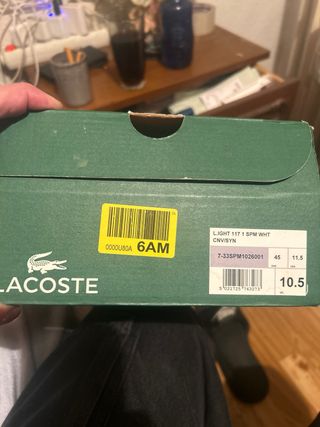 LACOSTE
0000U80A 6AM
L.IGHT 117 1 SPM WHT
CNV/SYN
7-33SPM1026001
45
11.5
10.5